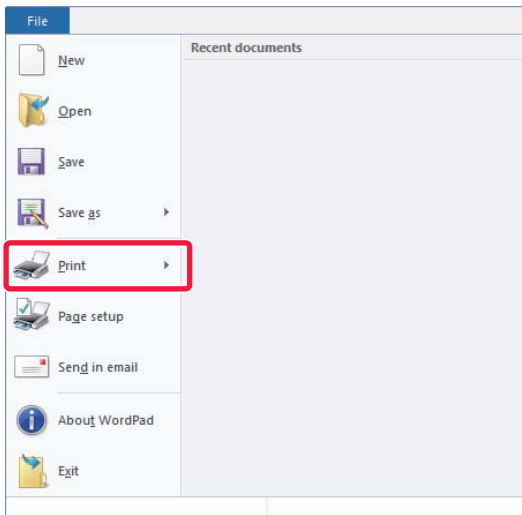 File
Recent documents
New
Open
Save
Save as
Print
Page setup
Send in email
About WordPad
Exit